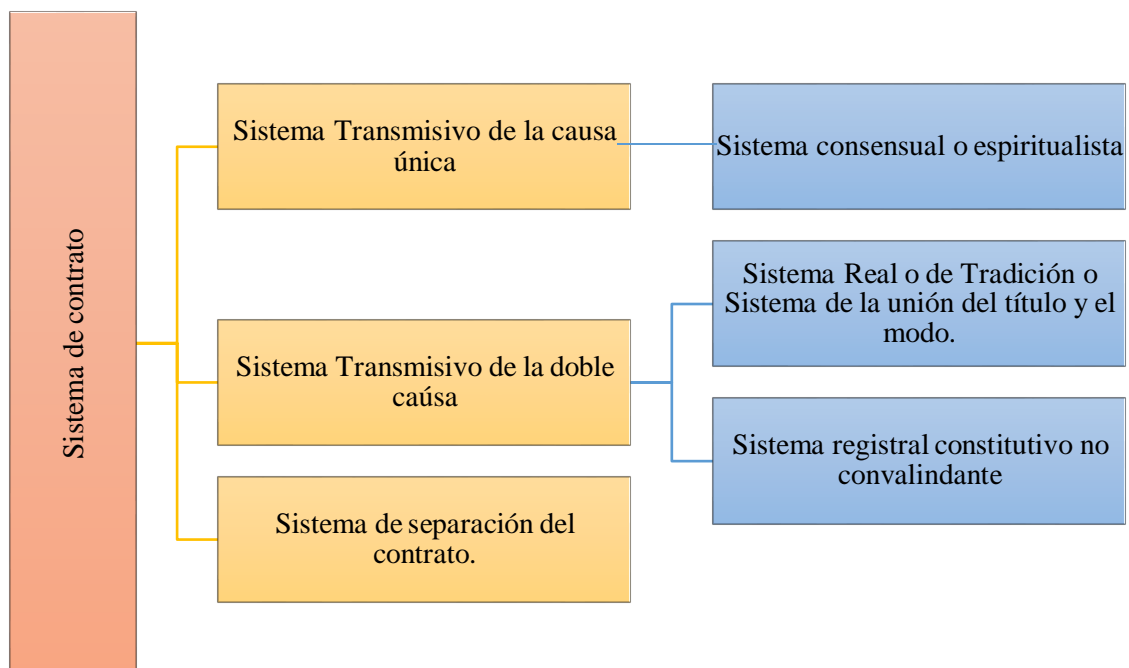 Sistema de contrato
Sistema Transmisivo de la causa
única
Sistema consensual o espiritualista
Sistema Transmisivo de la doble
caúsa
Sistema Real o de Tradición o
Sistema de la unión del título y el
modo.
Sistema registral constitutivo no
convalindante
Sistema de separación del
contrato.